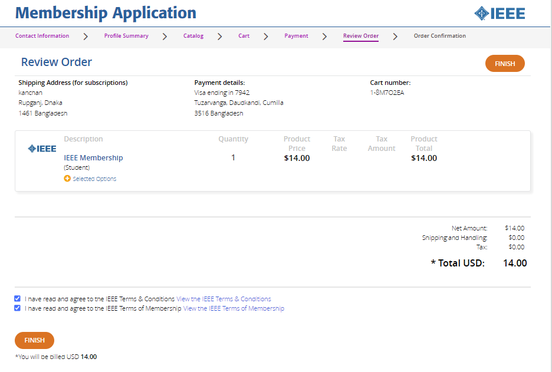 Membership Application
IEEE
Contact Information
Profile Summary
Catalog
Cart
Payment
Review Order
Order Confirmation
Review Order
FINISH
Shipping Address (for subscriptions)
kanchan
Rupganj, Dhaka
1461 Bangladesh
Payment details:
Visa ending in 7942
Tuzarvanga, Daudkandi, Cumilla
3516 Bangladesh
Cart number:
1-8M7O2EA
Description Quantity Product Price Tax Rate Tax Amount Product Total
IEEE
IEEE Membership 1 $14.00 $14.00
(Student)
Selected Options
Net Amount: $14.00
Shipping and Handling: $0.00
Tax: $0.00
* Total USD: 14.00
I have read and agree to the IEEE Terms & Conditions View the IEEE Terms & Conditions
I have read and agree to the IEEE Terms of Membership View the IEEE Terms of Membership
FINISH
*You will be billed USD 14.00